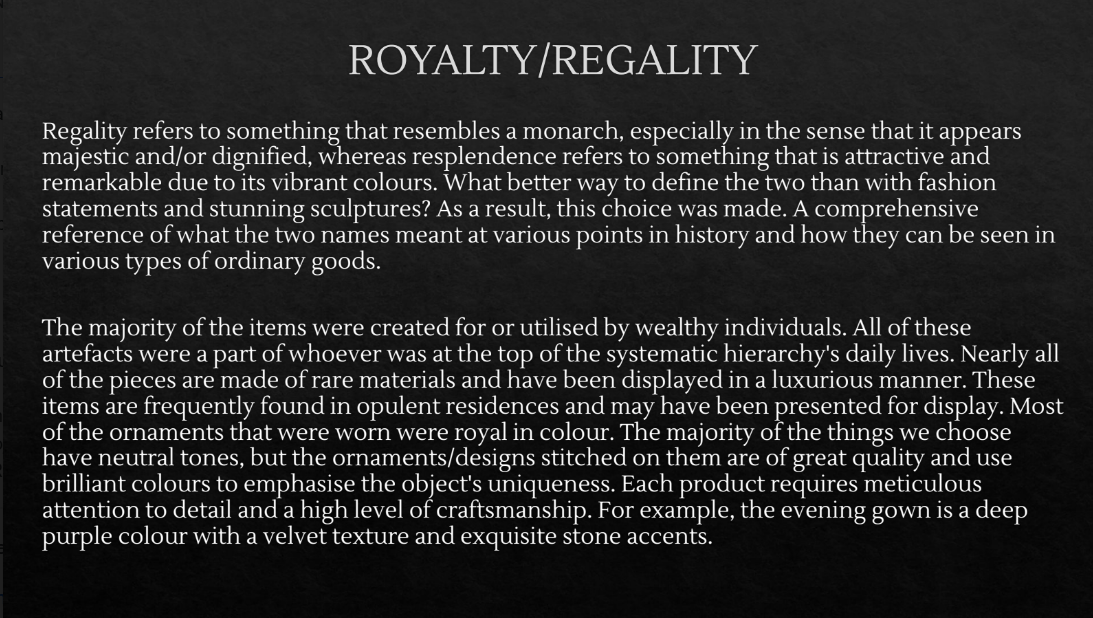 ROYALTY/REGALITY
Regality refers to something that resembles a monarch, especially in the sense that it appears
majestic and/or dignified, whereas resplendence refers to something that is attractive and
remarkable due to its vibrant colours. What better way to define the two than with fashion
statements and stunning sculptures? As a result, this choice was made. A comprehensive
reference of what the two names meant at various points in history and how they can be seen in
various types of ordinary goods.
The majority of the items were created for or utilised by wealthy individuals. All of these
artefacts were a part of whoever was at the top of the systematic hierarchy's daily lives. Nearly all
of the pieces are made of rare materials and have been displayed in a luxurious manner. These
items are frequently found in opulent residences and may have been presented for display. Most
of the ornaments that were worn were royal in colour. The majority of the things we choose
have neutral tones, but the ornaments/designs stitched on them are of great quality and use
brilliant colours to emphasise the object's uniqueness. Each product requires meticulous
attention to detail and a high level of craftsmanship. For example, the evening gown is a deep
purple colour with a velvet texture and exquisite stone accents.